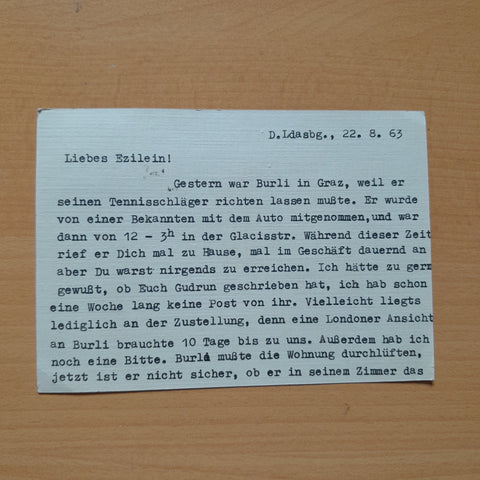 D.Ldasbg., 22. 8. 63
Liebes Ezilein!
Gestern war Burli in Graz, weil er
seinen Tennisschläger richten lassen mußte. Er wurde
von einer Bekannten mit dem Auto mitgenommen,und war
dann von 12 - 3h in der Glacisstr. Während dieser Zeit
rief er Dich mal zu Hause, mal im Geschäft dauernd an
aber Du warst nirgends zu erreichen. Ich hätte zu gern
gewußt, ob Euch Gudrun geschrieben hat, ich hab schon
eine Woche lang keine Post von ihr. Vielleicht liegts
lediglich an der Zustellung, denn eine Londoner Ansicht
an Burli brauchte 10 Tage bis zu uns. Außerdem hab ich
noch eine Bitte. Burli mußte die Wohnung durchlüften,
jetzt ist er nicht sicher, ob er in seinem Zimmer das